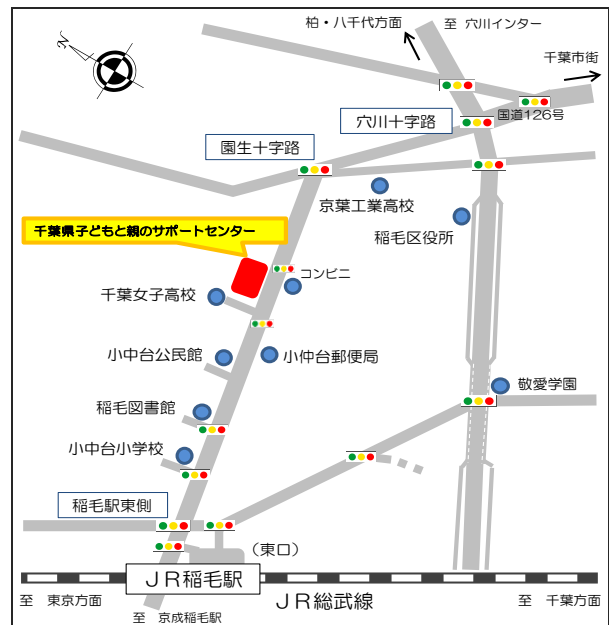 柏・八千代方面
至 穴川インター
千葉市街
N
国道126号
穴川十字路
園生十字路
京葉工業高校
稲毛区役所
千葉県子どもと親のサポートセンター
コンビニ
千葉女子高校
小中台公民館
小仲台郵便局
敬愛学園
稲毛図書館
小中台小学校
稲毛駅東側
(東口)
JR稲毛駅
至 東京方面
JR総武線
至 千葉方面
至 京成稲毛駅